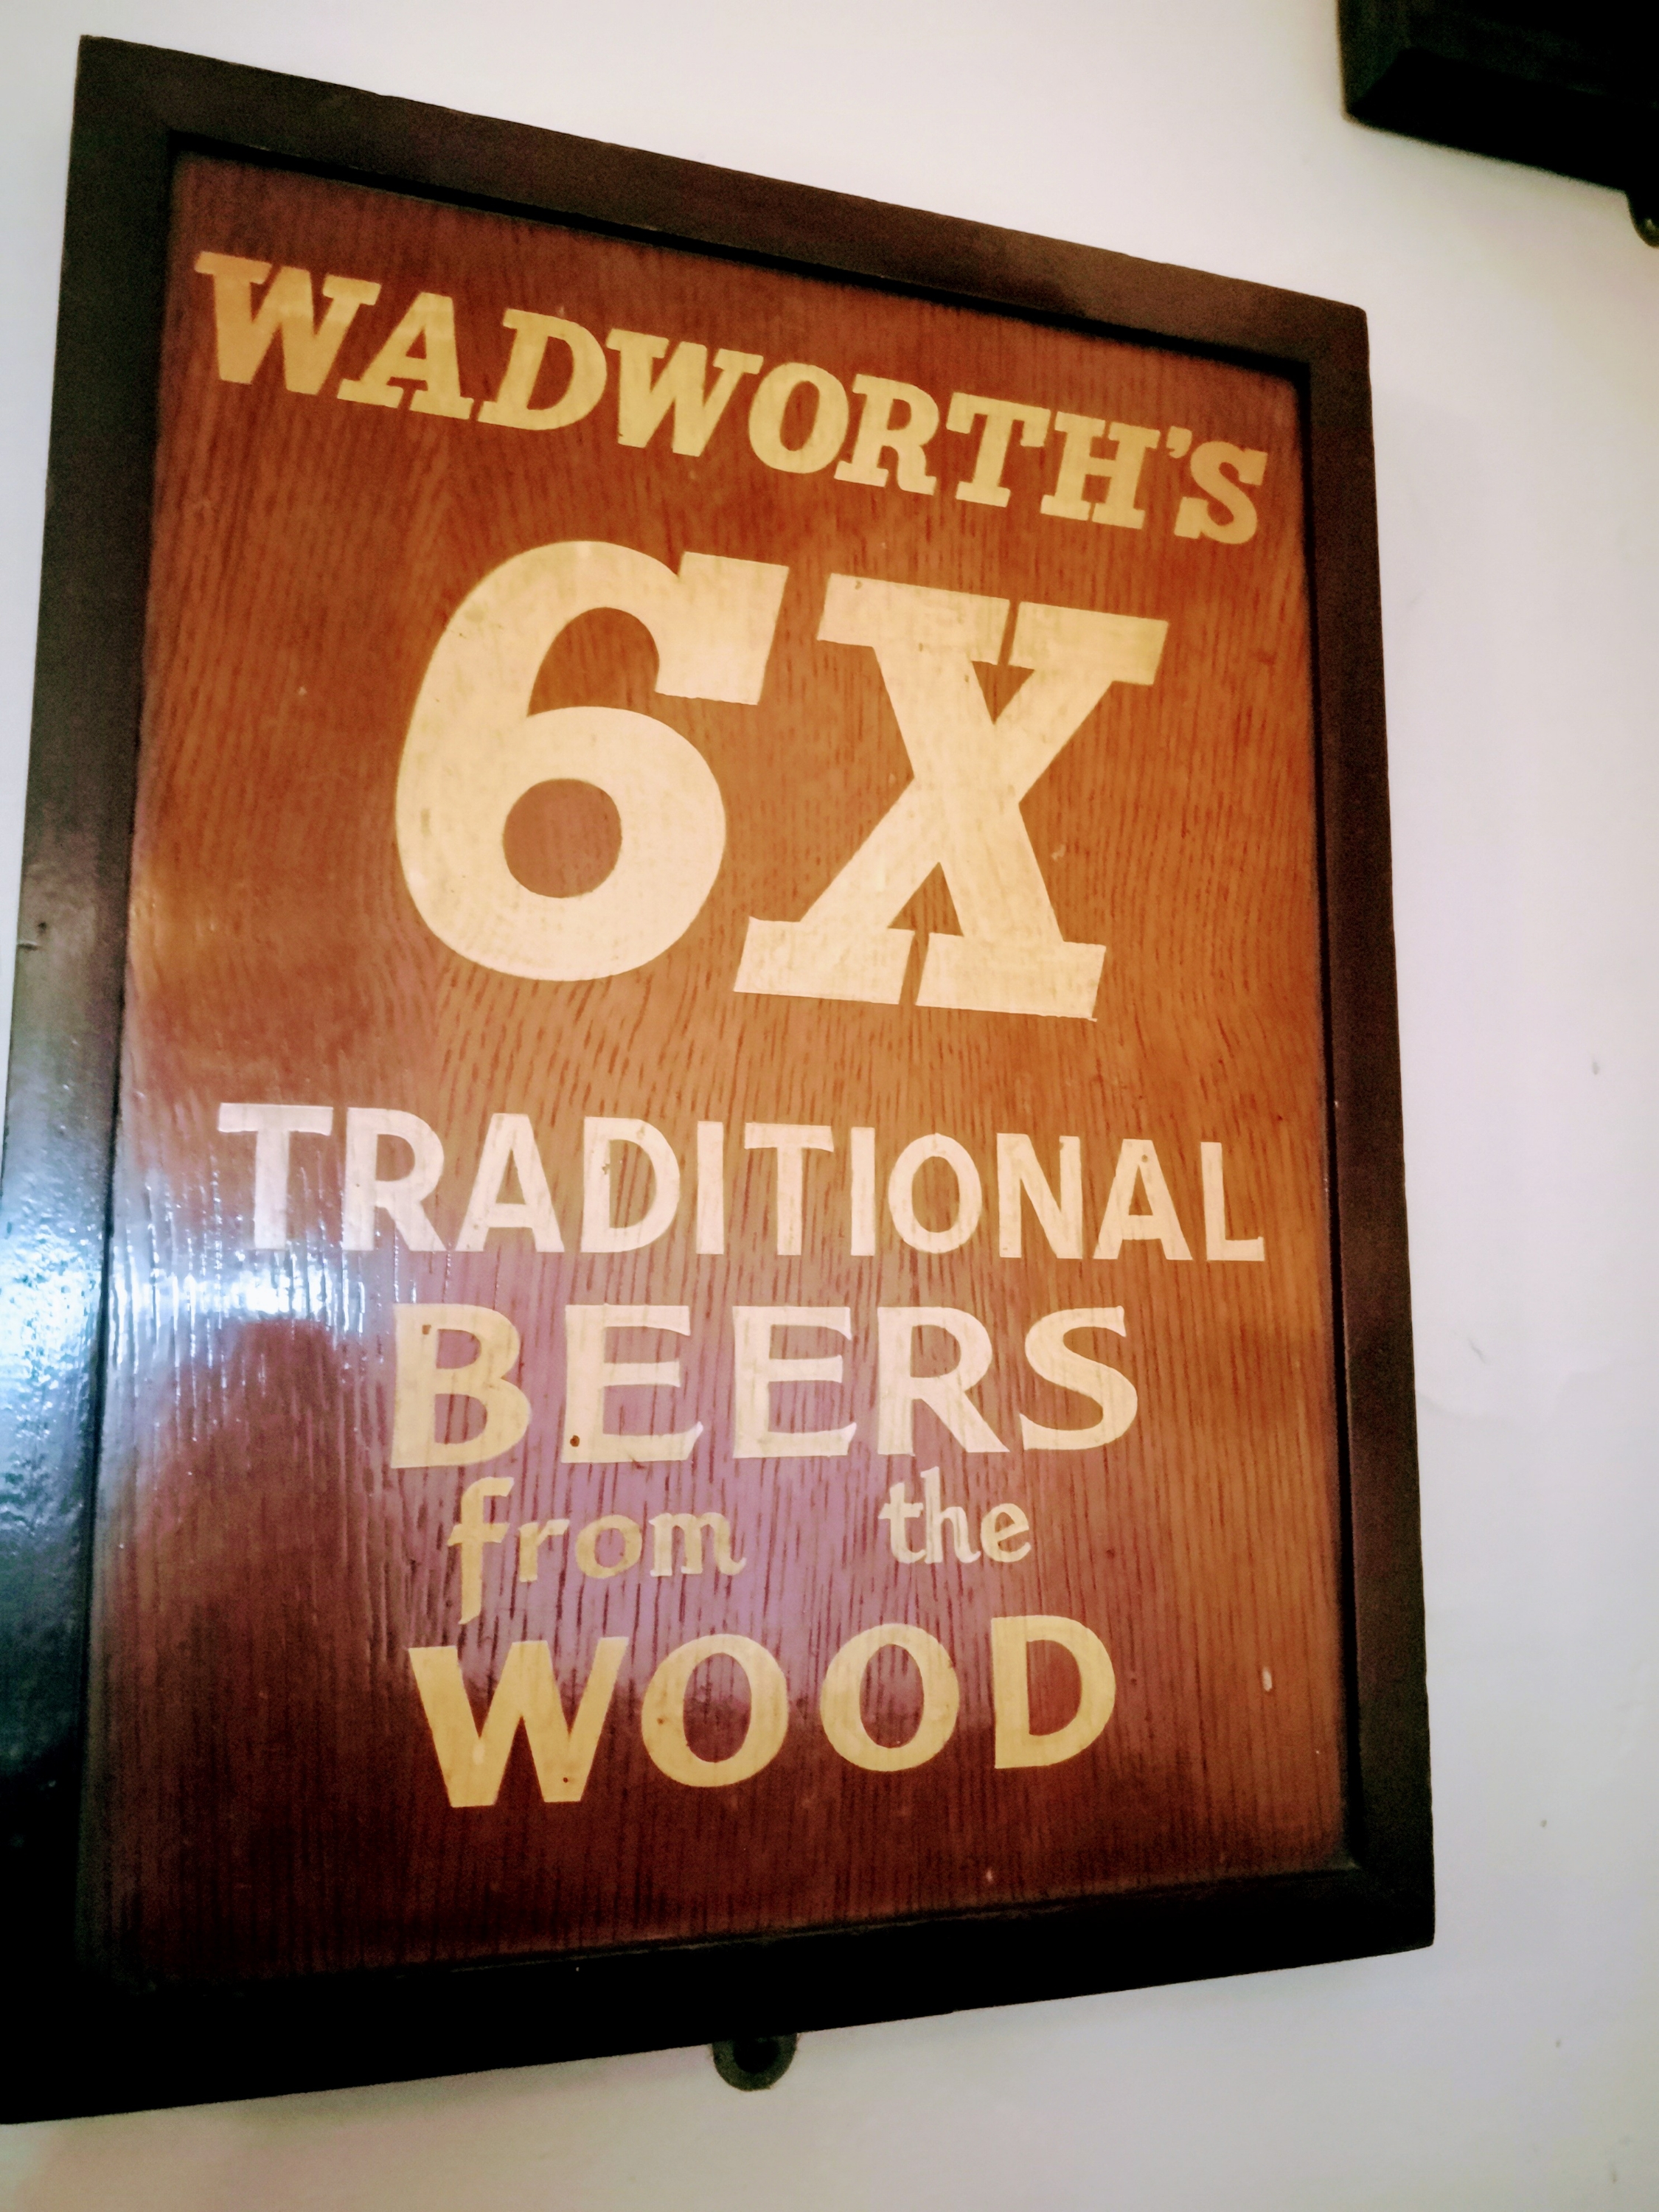 WADWORTH'S
6X
TRADITIONAL
BEERS
from the
WOOD